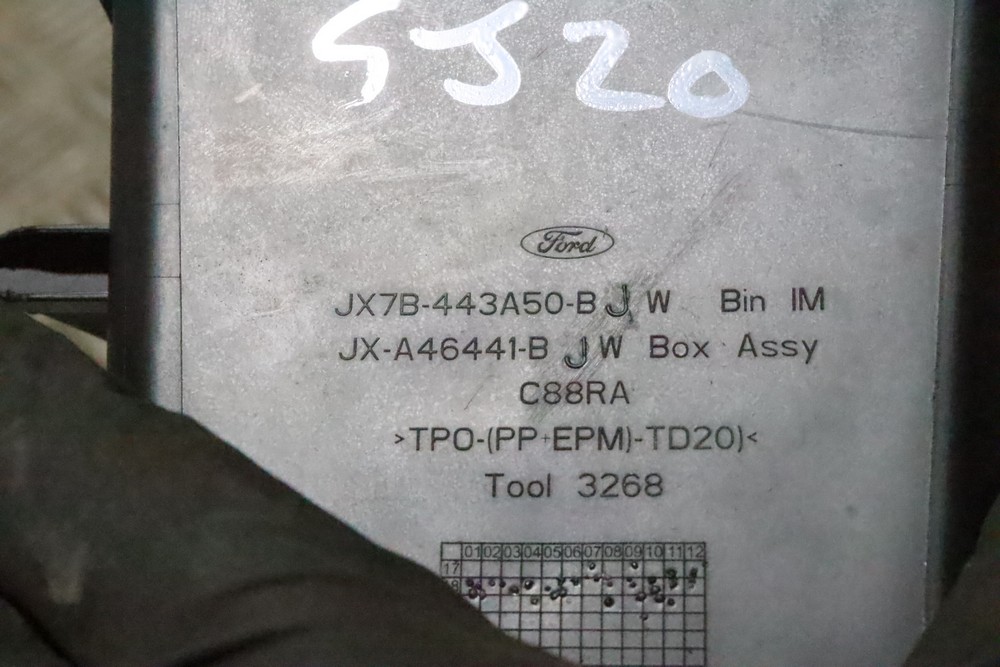 SJ20
Ford
JX7B-443A50-B J W Bin IM
JX-A46441-B J W Box Assy
C88RA
>TPO-(PP+EPM)-TD20)<
Tool 3268
01 02 03 04 05 06 07 08 09 10 11 12
17